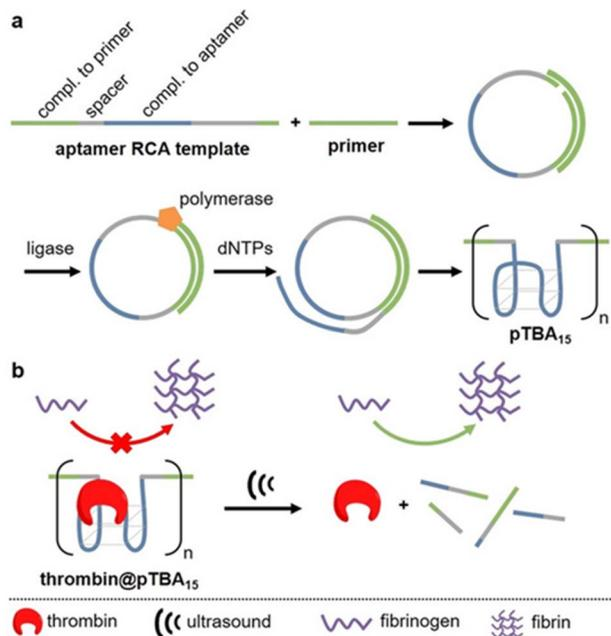 a
compl. to primer
spacer
compl. to aptamer
+
aptamer RCA template
primer
polymerase
ligase
dNTPs
n
pTBA15
b
n
+
thrombin@pTBA15
thrombin
ultrasound
fibrinogen
fibrin